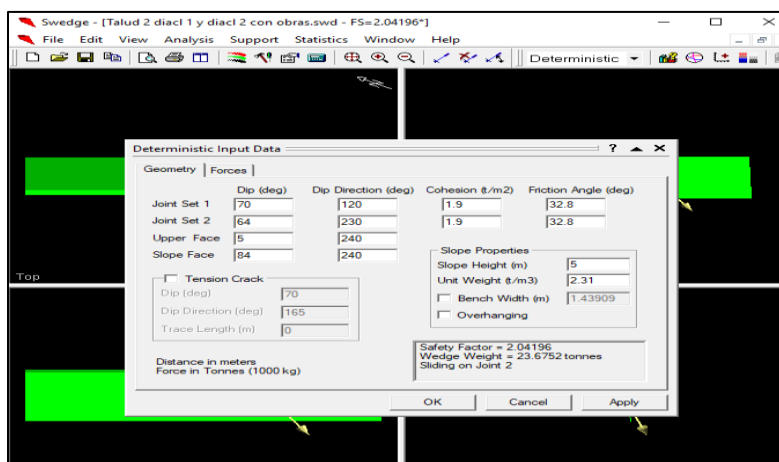 Swedge - [Talud 2 diacl 1 y diacl 2 con obras.swd - FS=2.04196*]
File Edit View Analysis Support Statistics Window Help
Deterministic
Deterministic Input Data
Geometry Forces
Dip (deg) Dip Direction (deg) Cohesion (t/m2) Friction Angle (deg)
Joint Set 1 70 120 1.9 32.8
Joint Set 2 64 230 1.9 32.8
Upper Face 5 240
Slope Face 84 240
Slope Properties
Slope Height (m) 5
Unit Weight (t/m3) 2.31
Bench Width (m) 1.43909
Overhanging
Top
Tension Crack
Dip (deg) 70
Dip Direction (deg) 165
Trace Length (m) 0
Distance in meters
Force in Tonnes (1000 kg)
Safety Factor = 2.04196
Wedge Weight = 23.6752 tonnes
Sliding on Joint 2
OK Cancel Apply